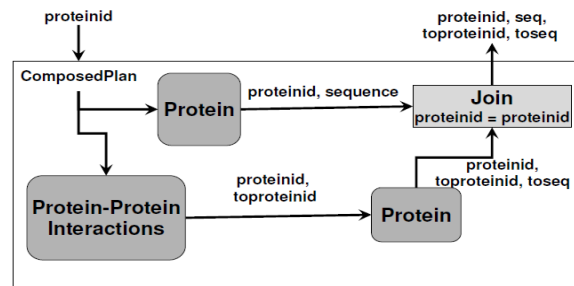 proteinid
proteinid, seq,
toproteinid, toseq
ComposedPlan
Protein
proteinid, sequence
Join
proteinid = proteinid
Protein-Protein
Interactions
proteinid,
toproteinid
Protein
proteinid,
toproteinid, toseq